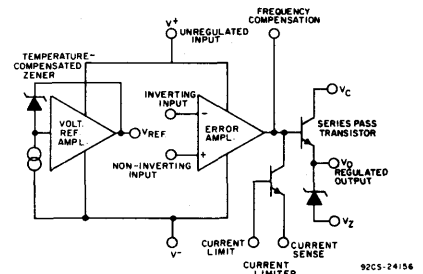 FREQUENCY
COMPENSATION
V+
UNREGULATED
INPUT
TEMPERATURE-
COMPENSATED
ZENER
INVERTING
INPUT
VC
VOLT.
REF
AMPL.
VREF
-
ERROR
AMPL.
+
SERIES PASS
TRANSISTOR
NON-INVERTING
INPUT
VO
REGULATED
OUTPUT
VZ
V-
CURRENT
LIMIT
CURRENT
SENSE
CURRENT
LIMITER
92CS-24156